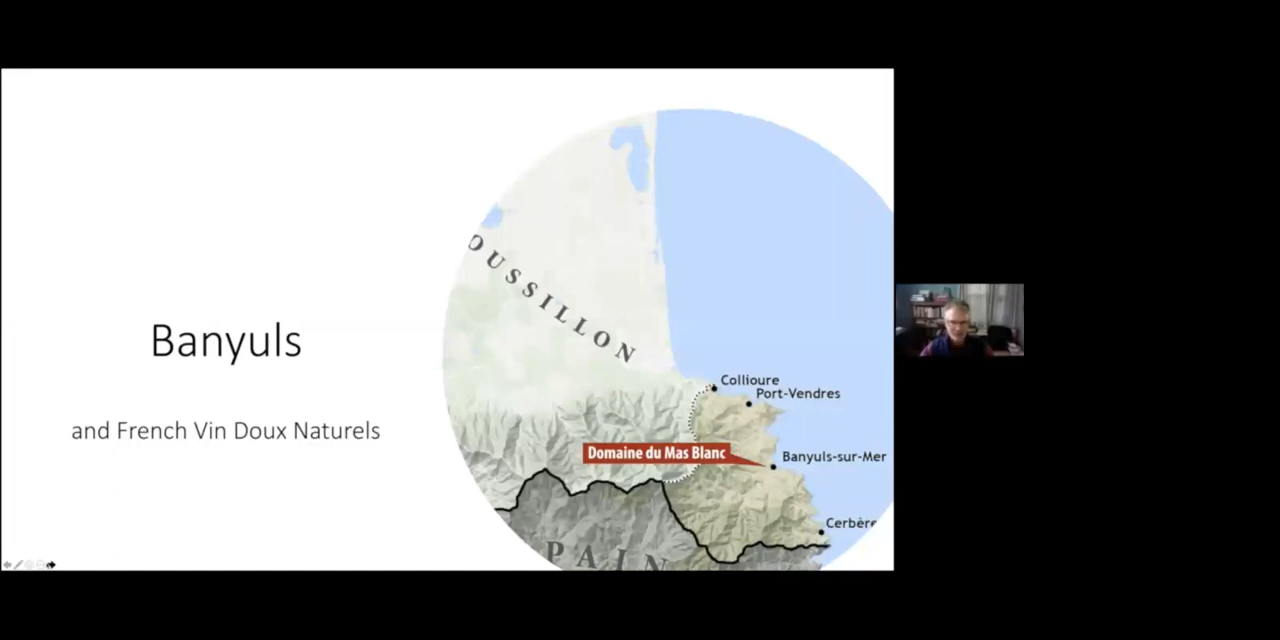 Banyuls
and French Vin Doux Naturels
OUSSILLON
Collioure
Port-Vendres
Domaine du Mas Blanc
Banyuls-sur-Mer
Cerbère
PAIN